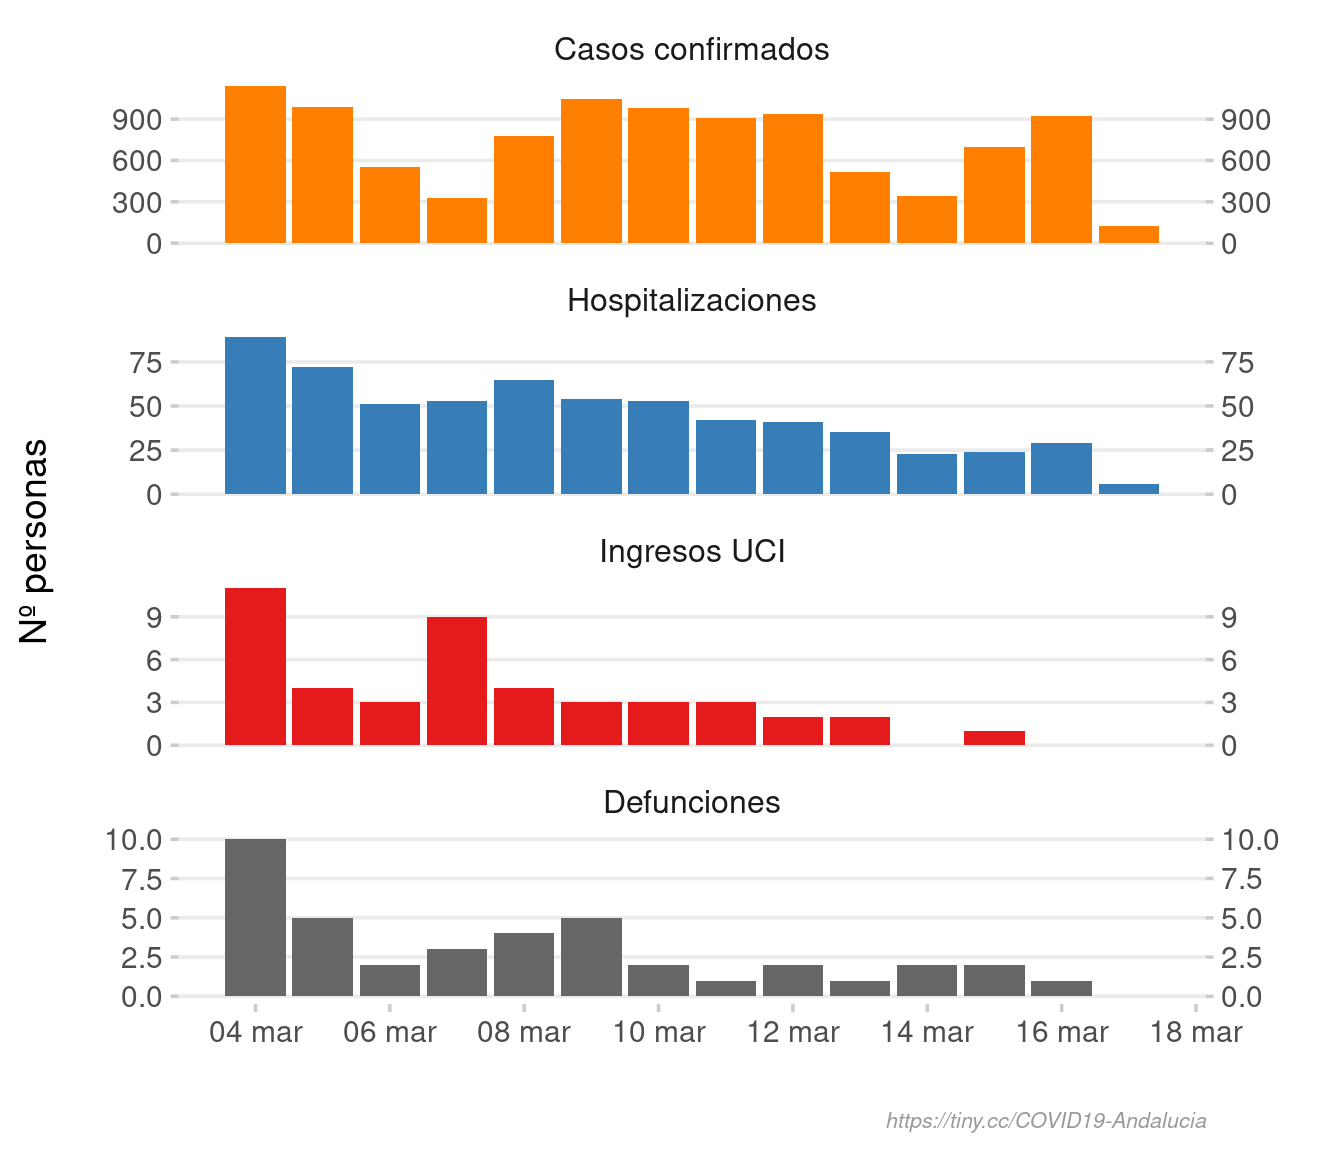 Casos confirmados
900 900
600 600
300 300
0 0
Hospitalizaciones
75 75
50 50
25 25
0 0
Nº personas
Ingresos UCI
9 9
6 6
3 3
0 0
Defunciones
10.0 10.0
7.5 7.5
5.0 5.0
2.5 2.5
0.0 0.0
04 mar 06 mar 08 mar 10 mar 12 mar 14 mar 16 mar 18 mar
https://tiny.cc/COVID19-Andalucia